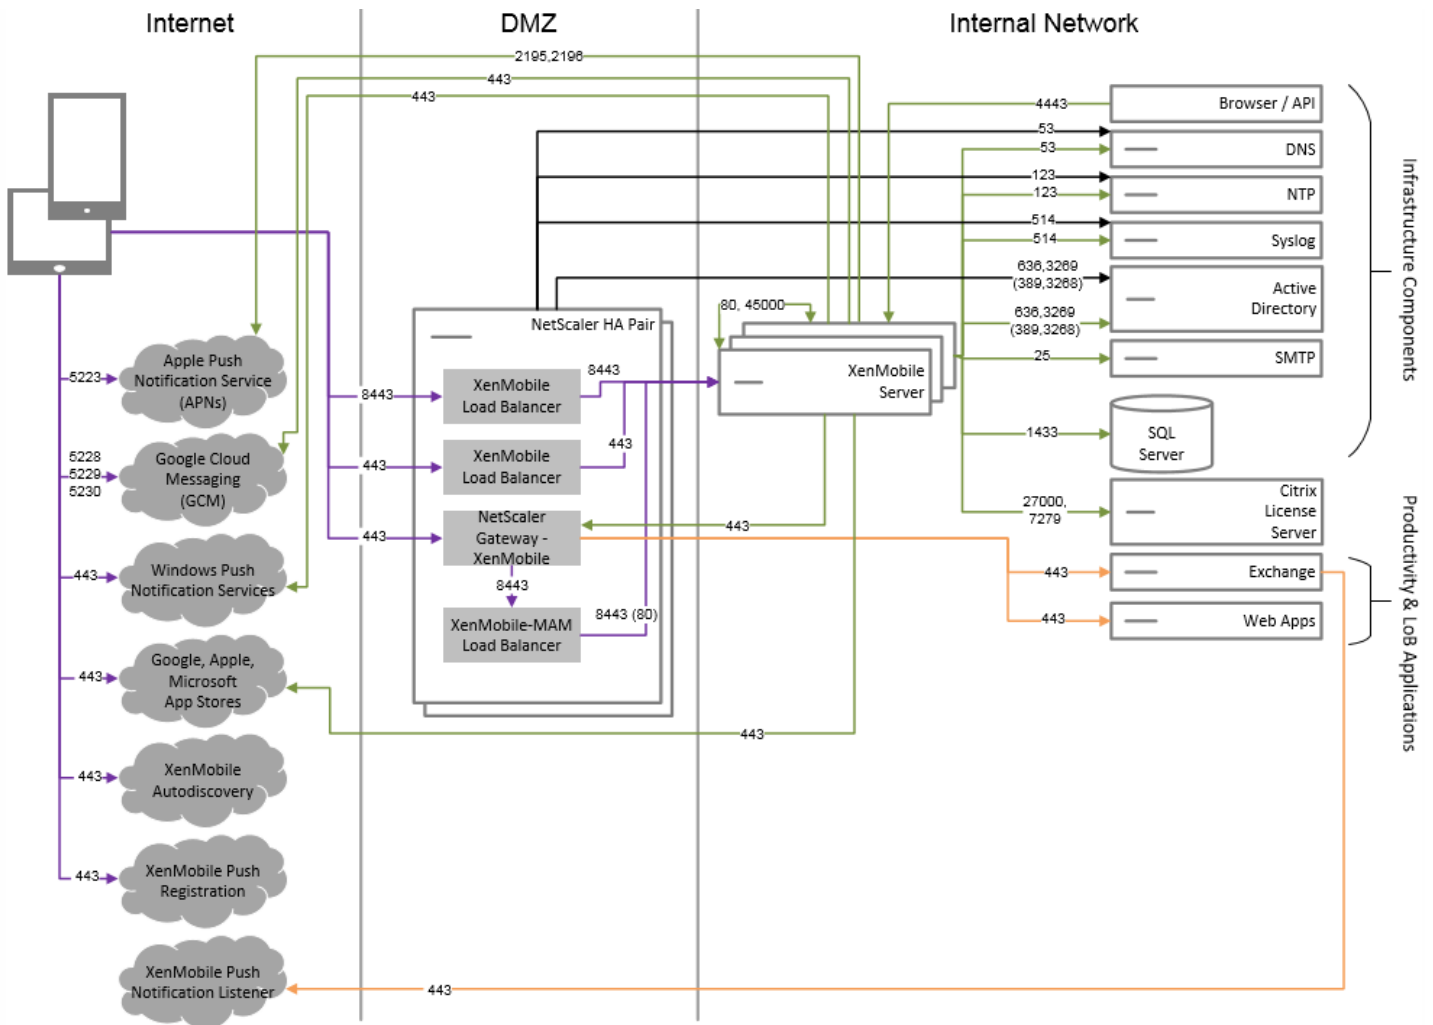 Internet
DMZ
Internal Network
2195,2196
443
443
4443
Browser / API
53
53
DNS
123
123
NTP
514
514
Syslog
636,3269
(389,3268)
Active
Directory
636,3269
(389,3268)
25
SMTP
1433
SQL
Server
27000,
7279
Citrix
License
Server
443
Exchange
443
Web Apps
Infrastructure Components
Productivity & LoB Applications
80, 45000
XenMobile
Server
NetScaler HA Pair
8443
XenMobile
Load Balancer
8443
443
XenMobile
Load Balancer
443
443
NetScaler
Gateway -
XenMobile
443
8443
XenMobile-MAM
Load Balancer
8443 (80)
443
5223
Apple Push
Notification Service
(APNs)
5228
5229
5230
Google Cloud
Messaging
(GCM)
443
Windows Push
Notification Services
443
Google, Apple,
Microsoft
App Stores
443
XenMobile
Autodiscovery
443
XenMobile Push
Registration
XenMobile Push
Notification Listener
443